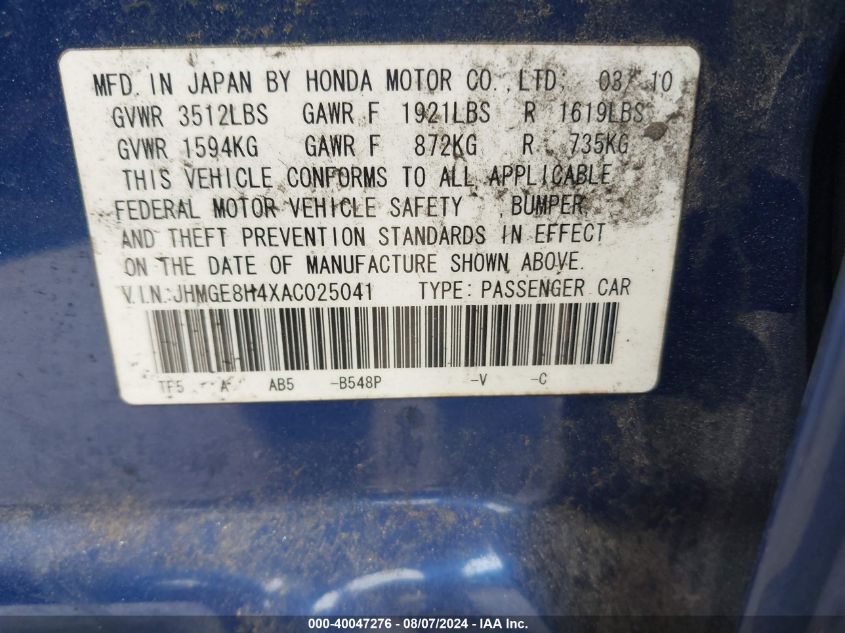 MFD. IN JAPAN BY HONDA MOTOR CO.,LTD. 03/10
GVWR 3512LBS GAWR F 1921LBS R 1619LBS
GVWR 1594KG GAWR F 872KG R 735KG
THIS VEHICLE CONFORMS TO ALL APPLICABLE
FEDERAL MOTOR VEHICLE SAFETY , BUMPER,
AND THEFT PREVENTION STANDARDS IN EFFECT
ON THE DATE OF MANUFACTURE SHOWN ABOVE.
V.I.N.:JHMGE8H4XAC025041 TYPE: PASSENGER CAR
TF5 A AB5 -B548P -V -C
000-40047276 - 08/07/2024 - IAA Inc.